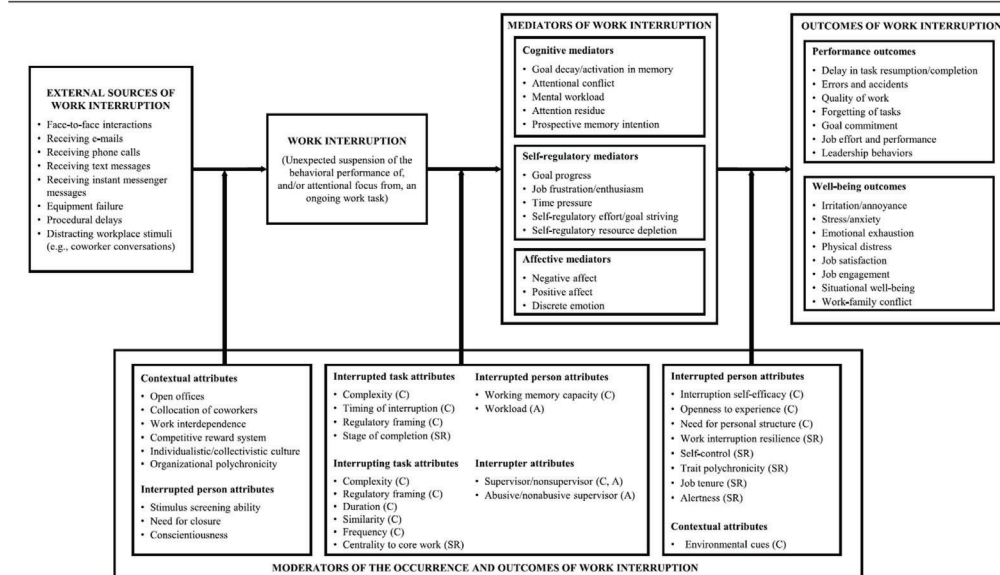 EXTERNAL SOURCES OF
WORK INTERRUPTION
• Face-to-face interactions
• Receiving e-mails
• Receiving phone calls
• Receiving text messages
• Receiving instant messenger
messages
• Equipment failure
• Procedural delays
• Distracting workplace stimuli
(e.g., coworker conversations)
WORK INTERRUPTION
(Unexpected suspension of the
behavioral performance of,
and/or attentional focus from, an
ongoing work task)
MEDIATORS OF WORK INTERRUPTION
Cognitive mediators
• Goal decay/activation in memory
• Attentional conflict
• Mental workload
• Attention residue
• Prospective memory intention
Self-regulatory mediators
• Goal progress
• Job frustration/enthusiasm
• Time pressure
• Self-regulatory effort/goal striving
• Self-regulatory resource depletion
Affective mediators
• Negative affect
• Positive affect
• Discrete emotion
OUTCOMES OF WORK INTERRUPTION
Performance outcomes
• Delay in task resumption/completion
• Errors and accidents
• Quality of work
• Forgetting of tasks
• Goal commitment
• Job effort and performance
• Leadership behaviors
Well-being outcomes
• Irritation/annoyance
• Stress/anxiety
• Emotional exhaustion
• Physical distress
• Job satisfaction
• Job engagement
• Situational well-being
• Work-family conflict
Contextual attributes
• Open offices
• Collocation of coworkers
• Work interdependence
• Competitive reward system
• Individualistic/collectivistic culture
• Organizational polychronicity
Interrupted person attributes
• Stimulus screening ability
• Need for closure
• Conscientiousness
Interrupted task attributes
• Complexity (C)
• Timing of interruption (C)
• Regulatory framing (C)
• Stage of completion (SR)
Interrupting task attributes
• Complexity (C)
• Regulatory framing (C)
• Duration (C)
• Similarity (C)
• Frequency (C)
• Centrality to core work (SR)
Interrupted person attributes
• Working memory capacity (C)
• Workload (A)
Interrupter attributes
• Supervisor/nonsupervisor (C, A)
• Abusive/nonabusive supervisor (A)
Interrupted person attributes
• Interruption self-efficacy (C)
• Openness to experience (C)
• Need for personal structure (C)
• Work interruption resilience (SR)
• Self-control (SR)
• Trait polychronicity (SR)
• Job tenure (SR)
• Alertness (SR)
Contextual attributes
• Environmental cues (C)
MODERATORS OF THE OCCURRENCE AND OUTCOMES OF WORK INTERRUPTION